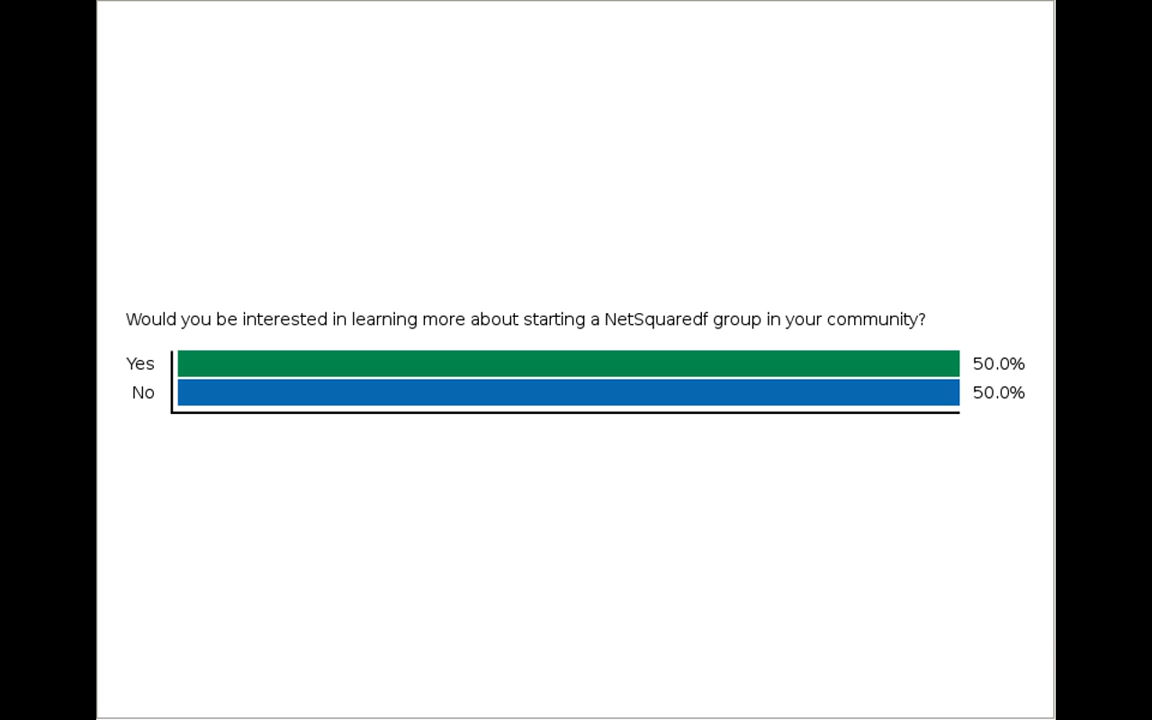 Would you be interested in learning more about starting a NetSquaredf group in your community?
Yes 50.0%
No 50.0%